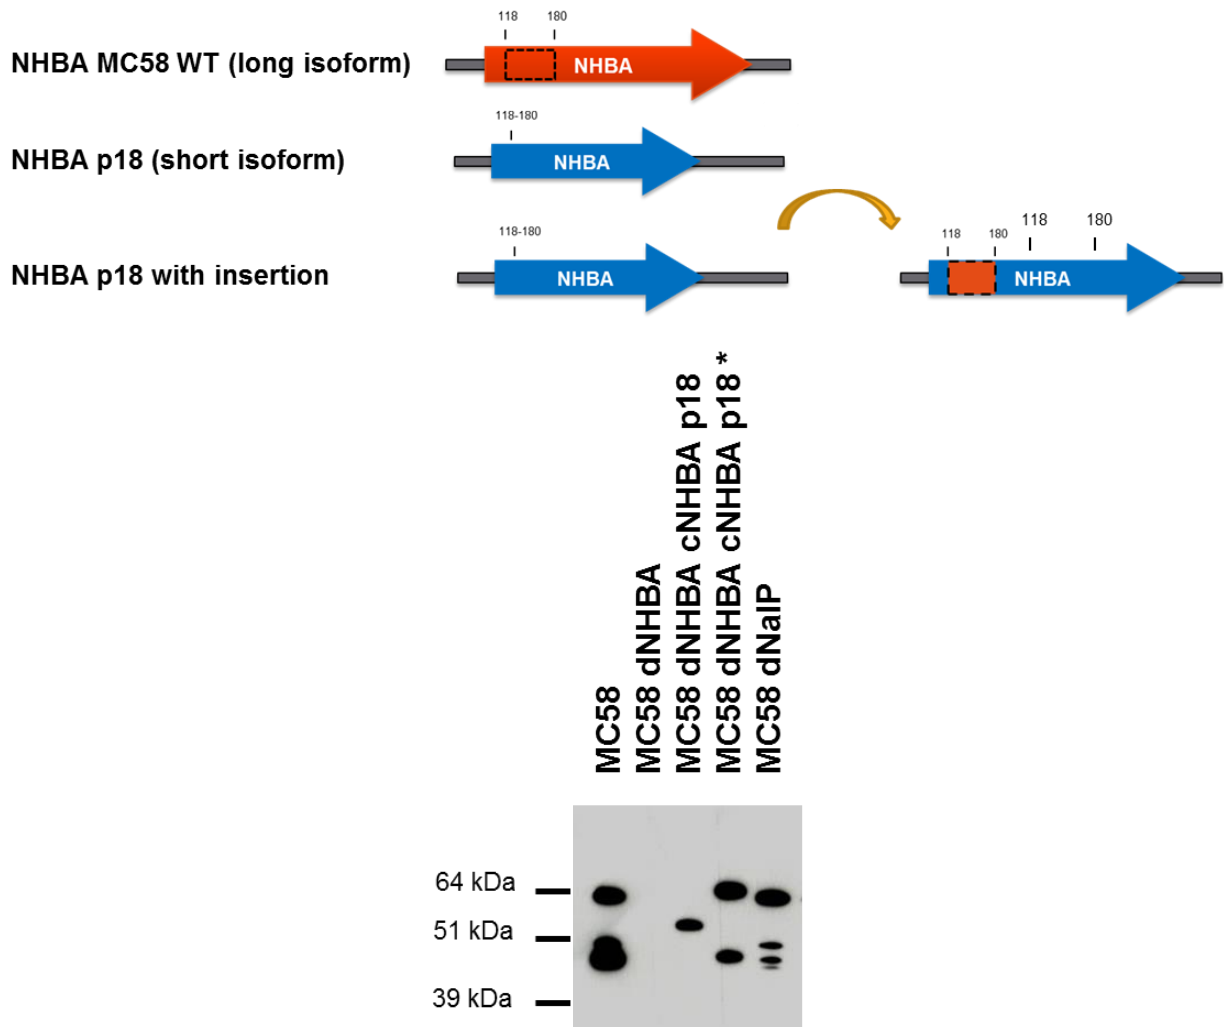 118 180
NHBA MC58 WT (long isoform)
NHBA
118-180
NHBA p18 (short isoform)
NHBA
118-180
118 180
118 180
NHBA p18 with insertion
NHBA
NHBA
MC58
MC58 dNHBA
MC58 dNHBA cNHBA p18
MC58 dNHBA cNHBA p18 *
MC58 dNalP
64 kDa
51 kDa
39 kDa